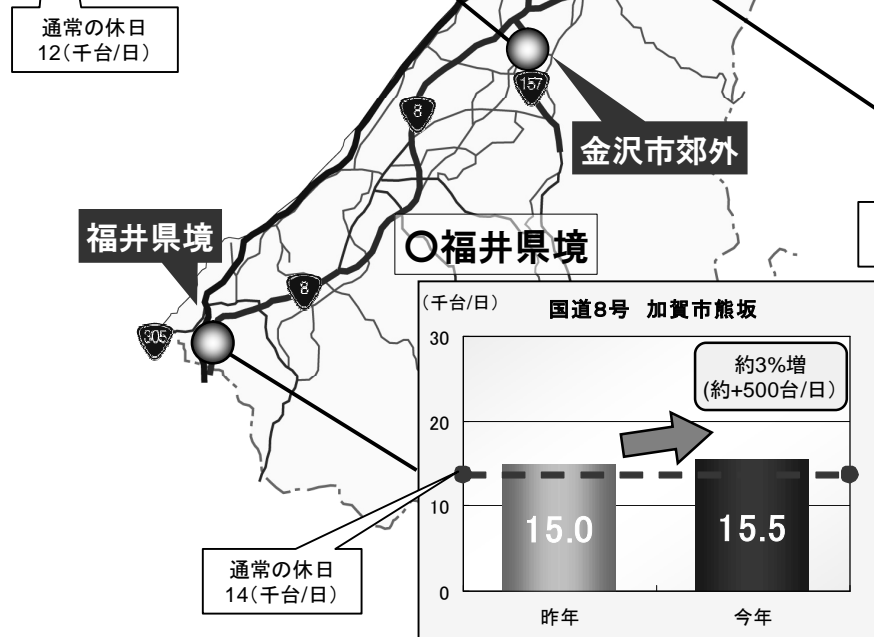 通常の休日
12(千台/日)
157
8
金沢市郊外
福井県境
○福井県境
8
305
(千台/日)
国道8号 加賀市熊坂
30
約3%増
(約+500台/日)
20
10
15.0
15.5
0
昨年
今年
通常の休日
14(千台/日)